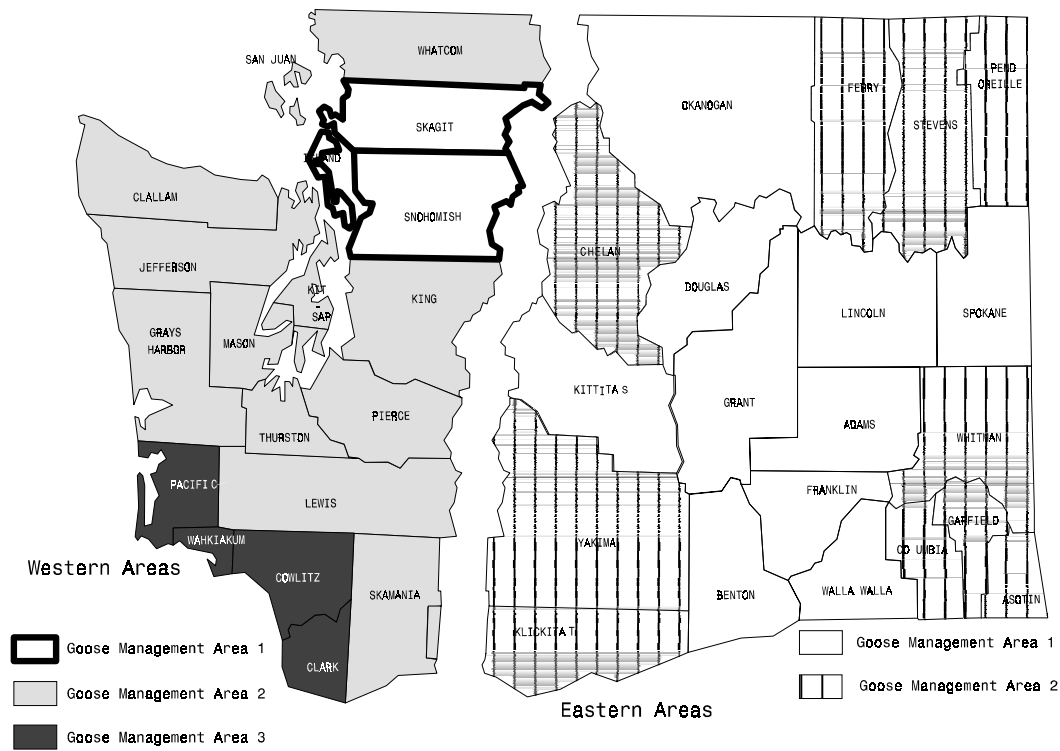 WHATCOM
SAN JUAN
SKAGIT
ISLAND
SNOHOMISH
CLALLAM
JEFFERSON
KIT
-
SAP
KING
GRAYS
HARBOR
MASON
PIERCE
THURSTON
PACIFIC
LEWIS
WAHKIAKUM
COWLITZ
SKAMANIA
CLARK
OKANOGAN
FERRY
STEVENS
PEND
OREILLE
CHELAN
DOUGLAS
LINCOLN
SPOKANE
KITTITAS
GRANT
ADAMS
WHITMAN
FRANKLIN
GARFIELD
YAKIMA
COLUMBIA
BENTON
WALLA WALLA
ASOTIN
KLICKITAT
Western Areas
Goose Management Area 1
Goose Management Area 2
Goose Management Area 3
Eastern Areas
Goose Management Area 1
Goose Management Area 2